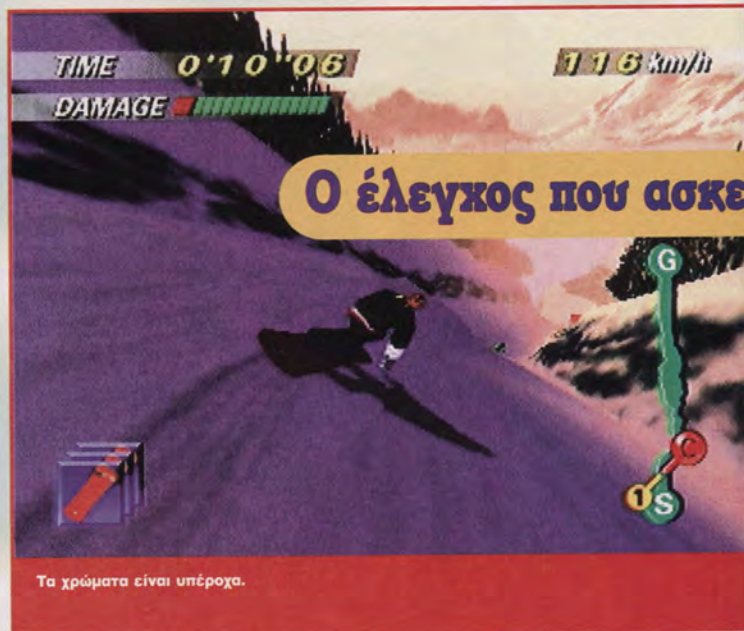 TIME 0'10"06 116 km/h
DAMAGE
Ο έλεγχος που ασκε
G
C
1 S
Τα χρώματα είναι υπέροχα.